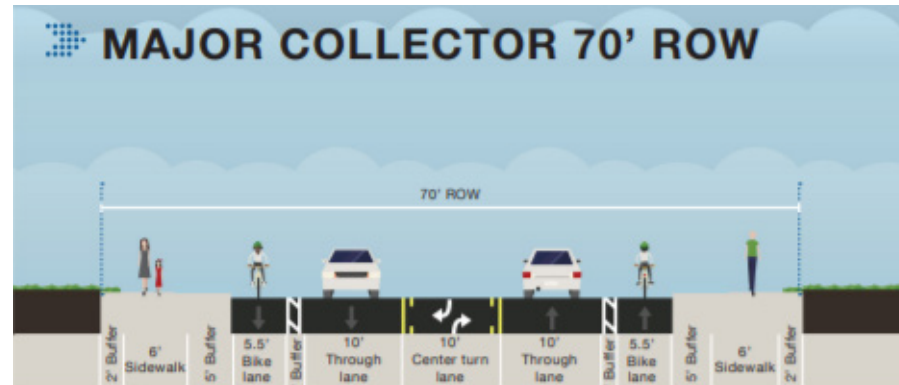 MAJOR COLLECTOR 70' ROW
70' ROW
2' Buffer
6'
Sidewalk
5' Buffer
5.5'
Bike
lane
Buffer
10'
Through
lane
10'
Center turn
lane
10'
Through
lane
Buffer
5.5'
Bike
lane
5' Buffer
6'
Sidewalk
2' Buffer